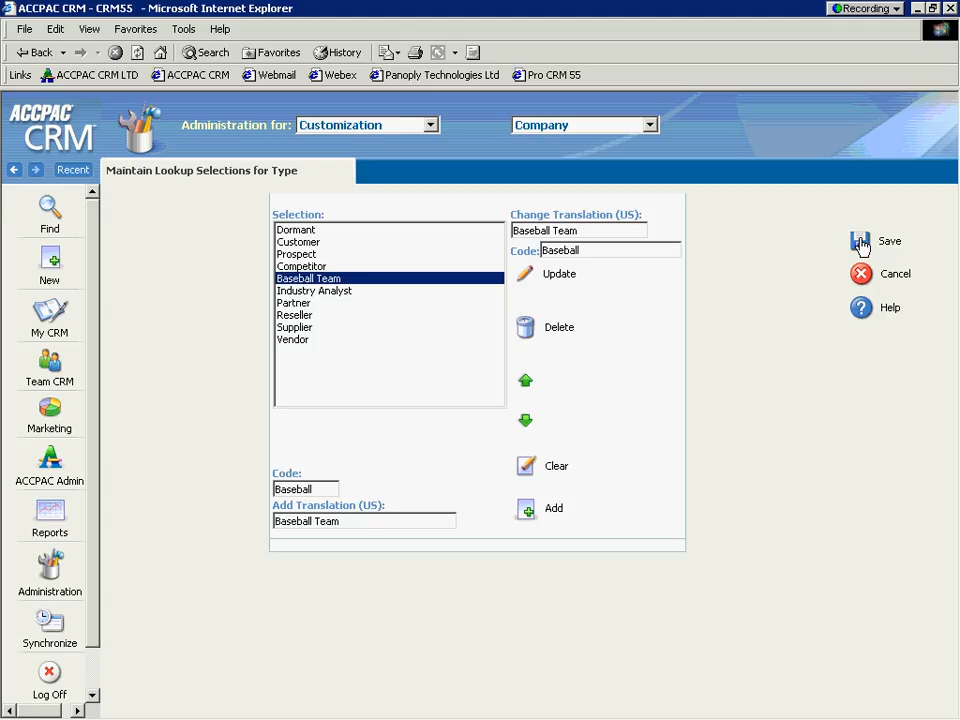 ACCPAC CRM - CRM55 - Microsoft Internet Explorer
Recording
File Edit View Favorites Tools Help
Back Search Favorites History
Links ACCPAC CRM LTD ACCPAC CRM Webmail Webex Panoply Technologies Ltd Pro CRM 55
ACCPAC CRM
Administration for: Customization Company
Recent Maintain Lookup Selections for Type
Find
New
My CRM
Team CRM
Marketing
ACCPAC Admin
Reports
Administration
Synchronize
Log Off
Selection:
Dormant
Customer
Prospect
Competitor
Baseball Team
Industry Analyst
Partner
Reseller
Supplier
Vendor
Code:
Baseball
Add Translation (US):
Baseball Team
Change Translation (US):
Baseball Team
Code: Baseball
Update
Delete
Clear
Add
Save
Cancel
Help